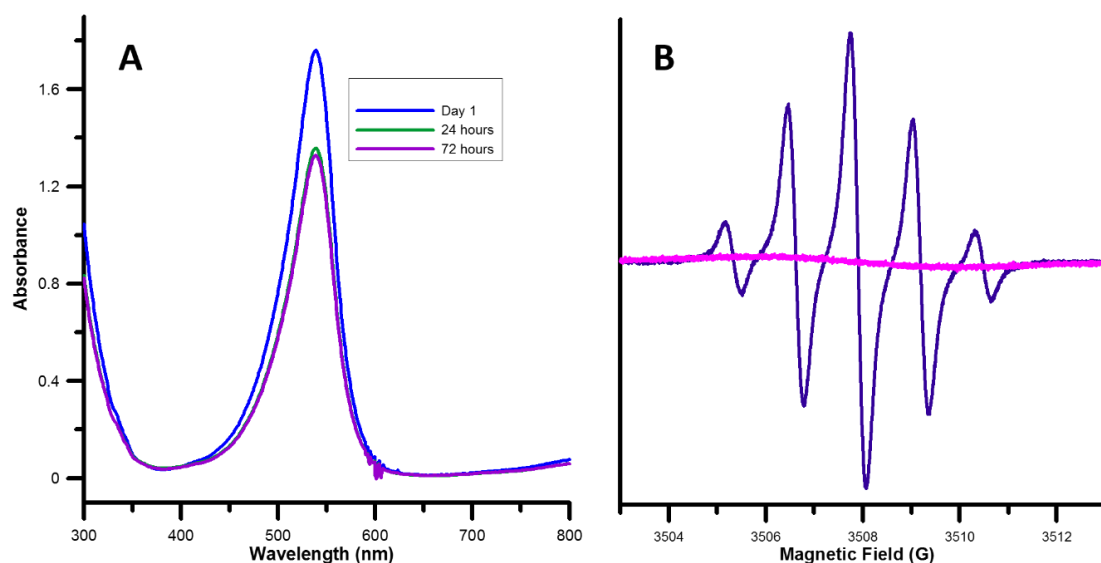 A
B
Day 1
24 hours
72 hours
Absorbance
1.6
1.2
0.8
0.4
0
300 400 500 600 700 800
Wavelength (nm)
3504 3506 3508 3510 3512
Magnetic Field (G)